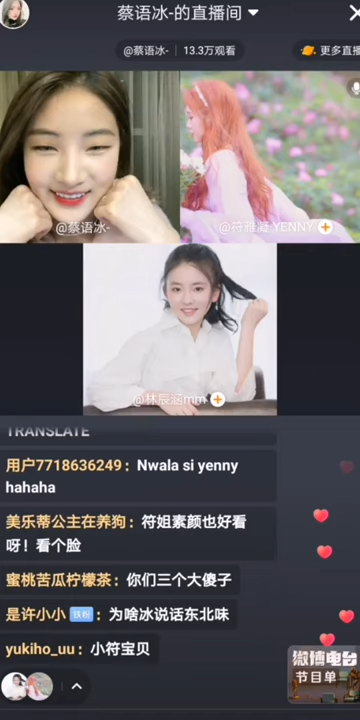 蔡语冰-的直播间
@蔡语冰- 13.3万观看
更多直播
@蔡语冰-
@符雅凝YENNY
@林辰涵mm
TRANSLATE
用户7718636249：Nwala si yenny
hahaha
美乐蒂公主在养狗：符姐素颜也好看
呀！看个脸
蜜桃苦瓜柠檬茶：你们三个大傻子
是许小小 铁粉：为啥冰说话东北味
yukiho_uu：小符宝贝
微博电台
节目单